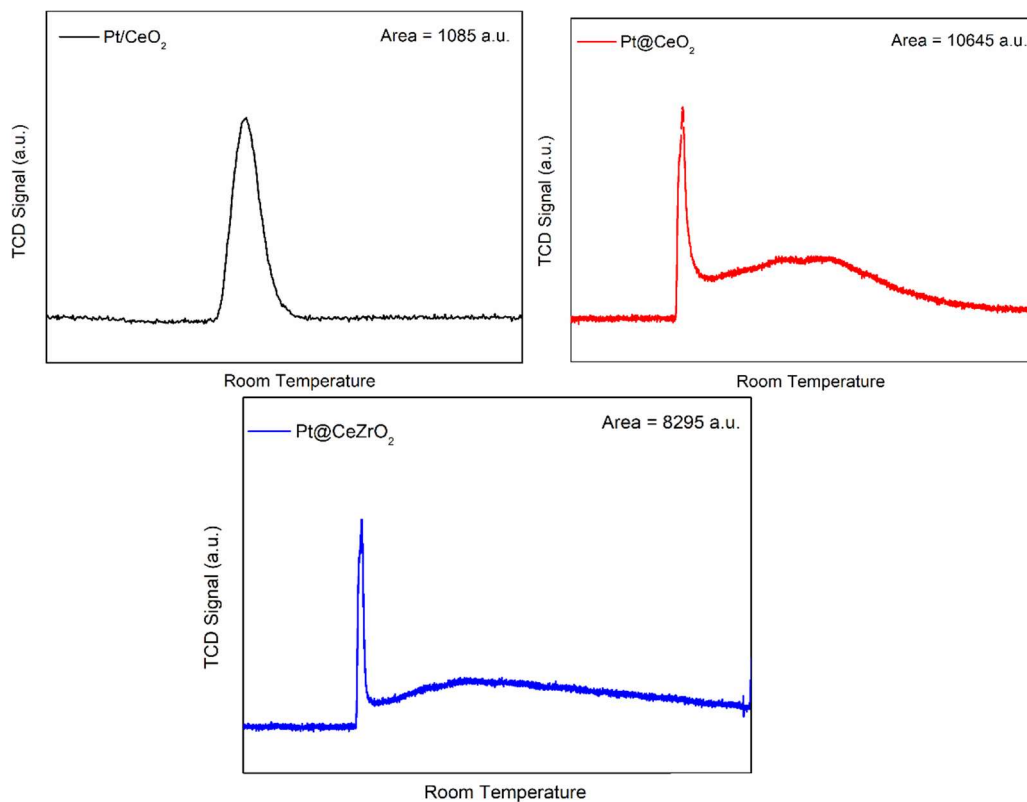 Pt/CeO₂
Area = 1085 a.u.
TCD Signal (a.u.)
Room Temperature
Pt@CeO₂
Area = 10645 a.u.
TCD Signal (a.u.)
Room Temperature
Pt@CeZrO₂
Area = 8295 a.u.
TCD Signal (a.u.)
Room Temperature